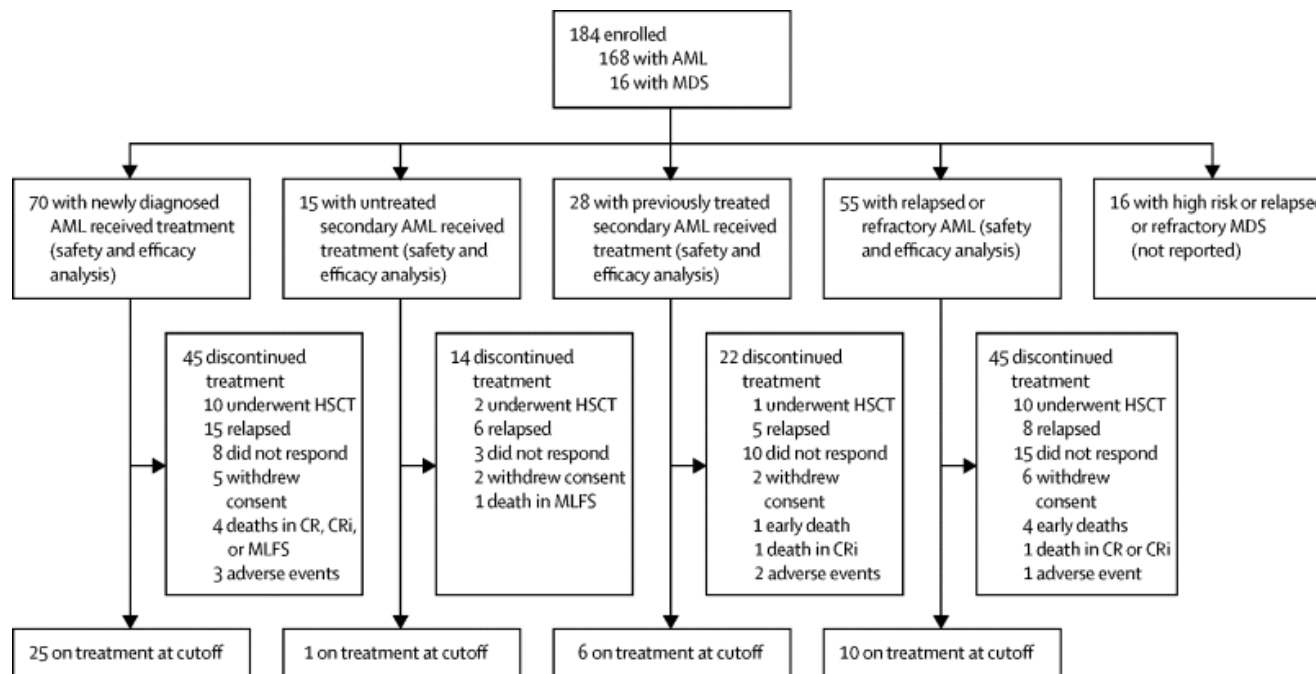 184 enrolled
168 with AML
16 with MDS
70 with newly diagnosed
AML received treatment
(safety and efficacy
analysis)
15 with untreated
secondary AML received
treatment (safety and
efficacy analysis)
28 with previously treated
secondary AML received
treatment (safety and
efficacy analysis)
55 with relapsed or
refractory AML (safety
and efficacy analysis)
16 with high risk or relapsed
or refractory MDS
(not reported)
45 discontinued
treatment
10 underwent HSCT
15 relapsed
8 did not respond
5 withdrew
consent
4 deaths in CR, CRi,
or MLFS
3 adverse events
14 discontinued
treatment
2 underwent HSCT
6 relapsed
3 did not respond
2 withdrew consent
1 death in MLFS
22 discontinued
treatment
1 underwent HSCT
5 relapsed
10 did not respond
2 withdrew
consent
1 early death
1 death in CRi
2 adverse events
45 discontinued
treatment
10 underwent HSCT
8 relapsed
15 did not respond
6 withdrew
consent
4 early deaths
1 death in CR or CRi
1 adverse event
25 on treatment at cutoff
1 on treatment at cutoff
6 on treatment at cutoff
10 on treatment at cutoff